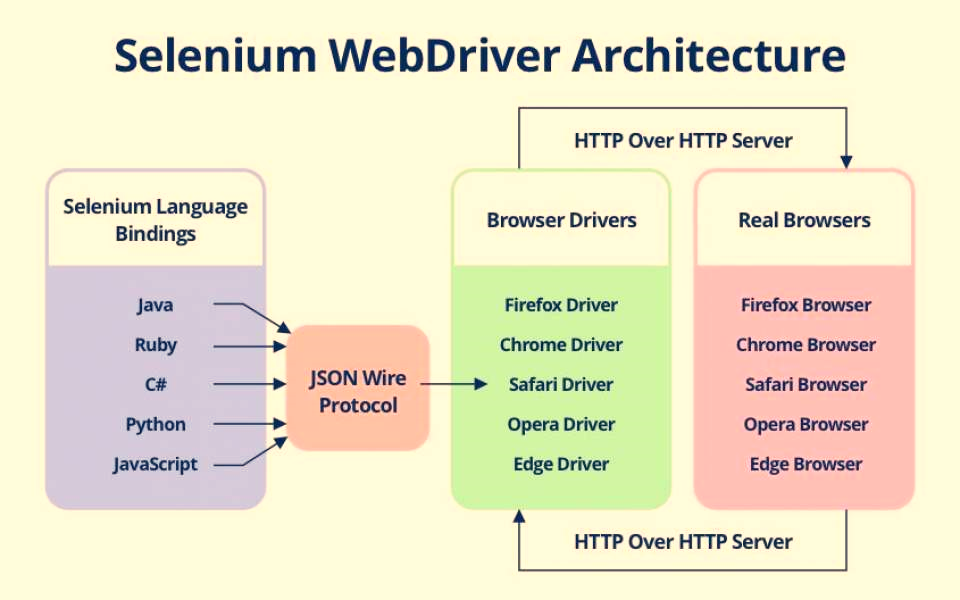 Selenium WebDriver Architecture
HTTP Over HTTP Server
Selenium Language
Bindings
Java
Ruby
C#
Python
JavaScript
JSON Wire
Protocol
Browser Drivers
Firefox Driver
Chrome Driver
Safari Driver
Opera Driver
Edge Driver
Real Browsers
Firefox Browser
Chrome Browser
Safari Browser
Opera Browser
Edge Browser
HTTP Over HTTP Server